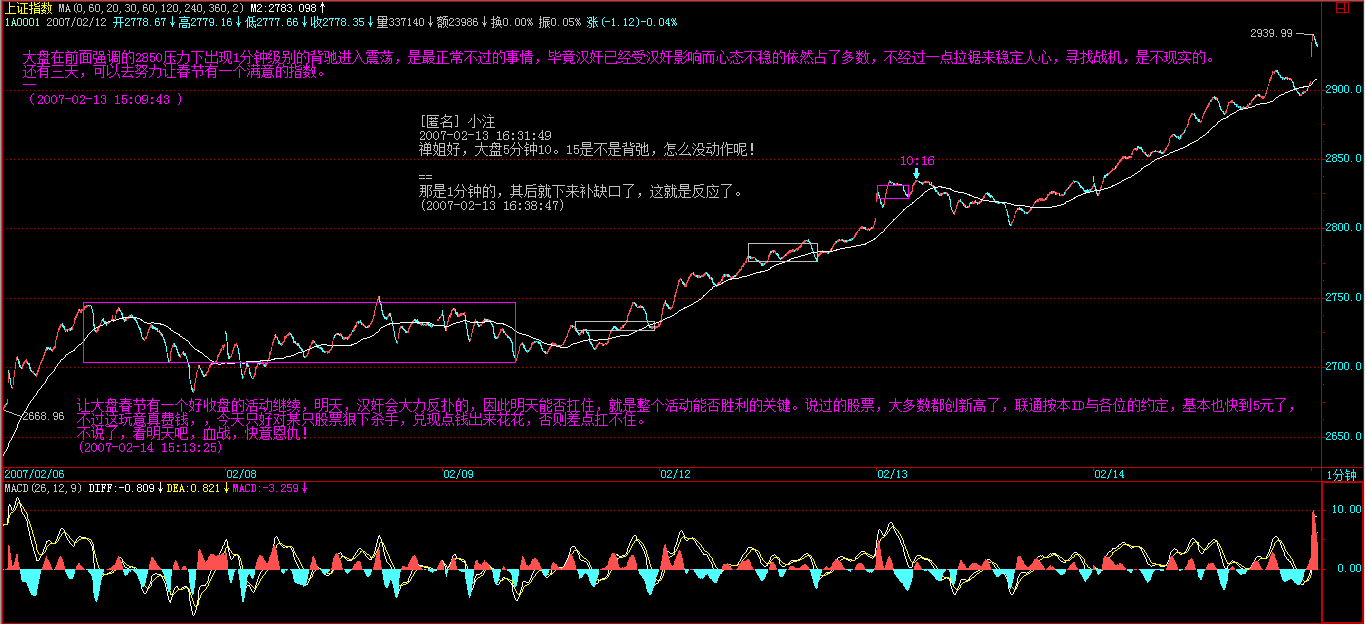 上证指数 MA(0,60,20,30,60,120,240,360,2) M2:2783.098↑
1A0001 2007/02/12 开2778.67↓高2779.16↓低2777.66↓收2778.35↓量337140↓额23986↓换0.00% 振0.05% 涨(-1.12)-0.04%
日
2939.99
大盘在前面强调的2850压力下出现1分钟级别的背弛进入震荡，是最正常不过的事情，毕竟汉奸已经受汉奸影响而心态不稳的依然占了多数，不经过一点拉锯来稳定人心，寻找战机，是不现实的。
还有三天，可以去努力让春节有一个满意的指数。
==
(2007-02-13 15:09:43 )
2900.0
[匿名] 小注
2007-02-13 16:31:49
禅姐好，大盘5分钟10。15是不是背弛，怎么没动作呢！
==
那是1分钟的，其后就下来补缺口了，这就是反应了。
(2007-02-13 16:38:47)
10:16
2850.0
2800.0
2750.0
2700.0
2668.96
让大盘春节有一个好收盘的活动继续，明天，汉奸会大力反扑的，因此明天能否扛住，就是整个活动能否胜利的关键。说过的股票，大多数都创新高了，联通按本ID与各位的约定，基本也快到5元了，
不过这玩意真费钱，，今天只好对某只股票狠下杀手，兑现点钱出来花花，否则差点扛不住。
不说了，看明天吧，血战，快意恩仇！
(2007-02-14 15:13:25)
2650.0
2007/02/06 02/08 02/09 02/12 02/13 02/14 1分钟
MACD(26,12,9) DIFF:-0.809↓DEA:0.821↓MACD:-3.259↓
10.00
0.00